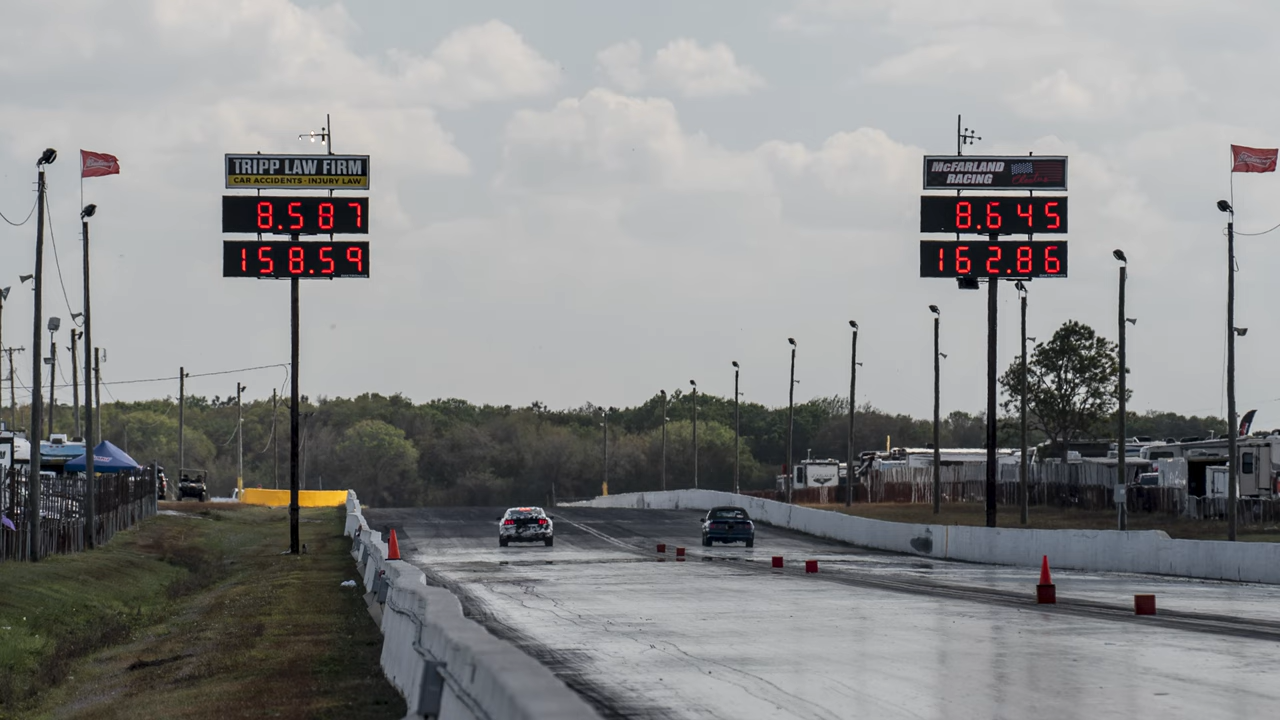 TRIPP LAW FIRM
CAR ACCIDENTS - INJURY LAW
8.587
158.59
McFARLAND
RACING
8.645
162.86